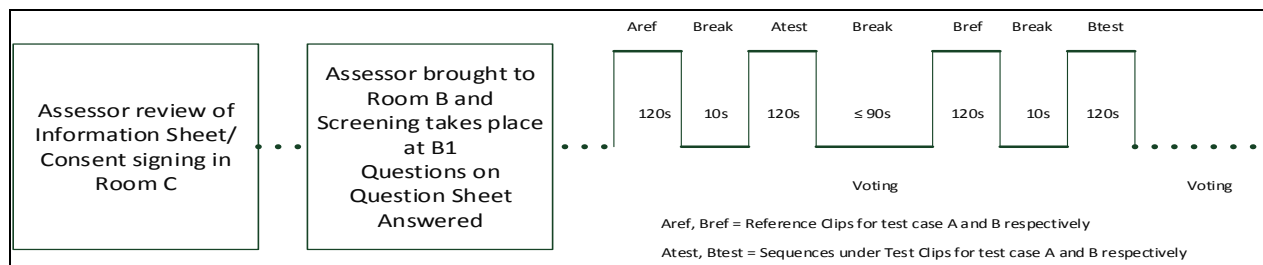 Assessor review of
Information Sheet/
Consent signing in
Room C
Assessor brought to
Room B and
Screening takes place
at B1
Questions on
Question Sheet
Answered
Aref Break Atest Break Bref Break Btest
120s 10s 120s ≤ 90s 120s 10s 120s
Voting Voting
Aref, Bref = Reference Clips for test case A and B respectively
Atest, Btest = Sequences under Test Clips for test case A and B respectively